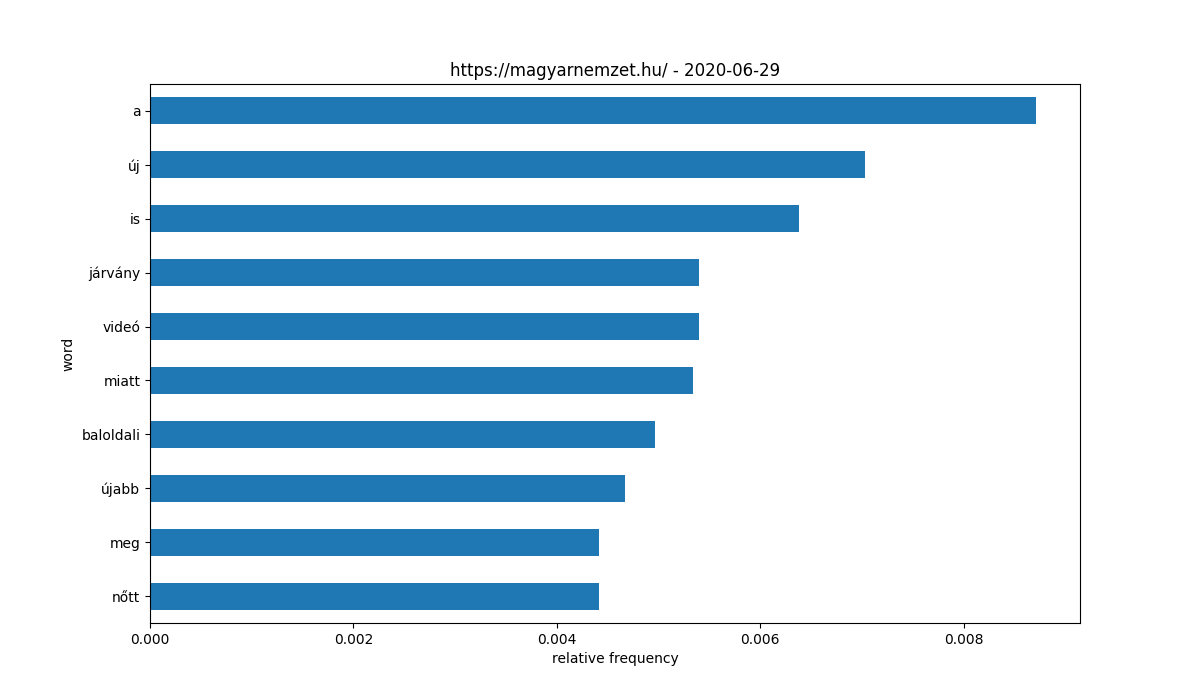 https://magyarnemzet.hu/ - 2020-06-29
a
új
is
járvány
videó
miatt
baloldali
újabb
meg
nőtt
word
0.000 0.002 0.004 0.006 0.008
relative frequency